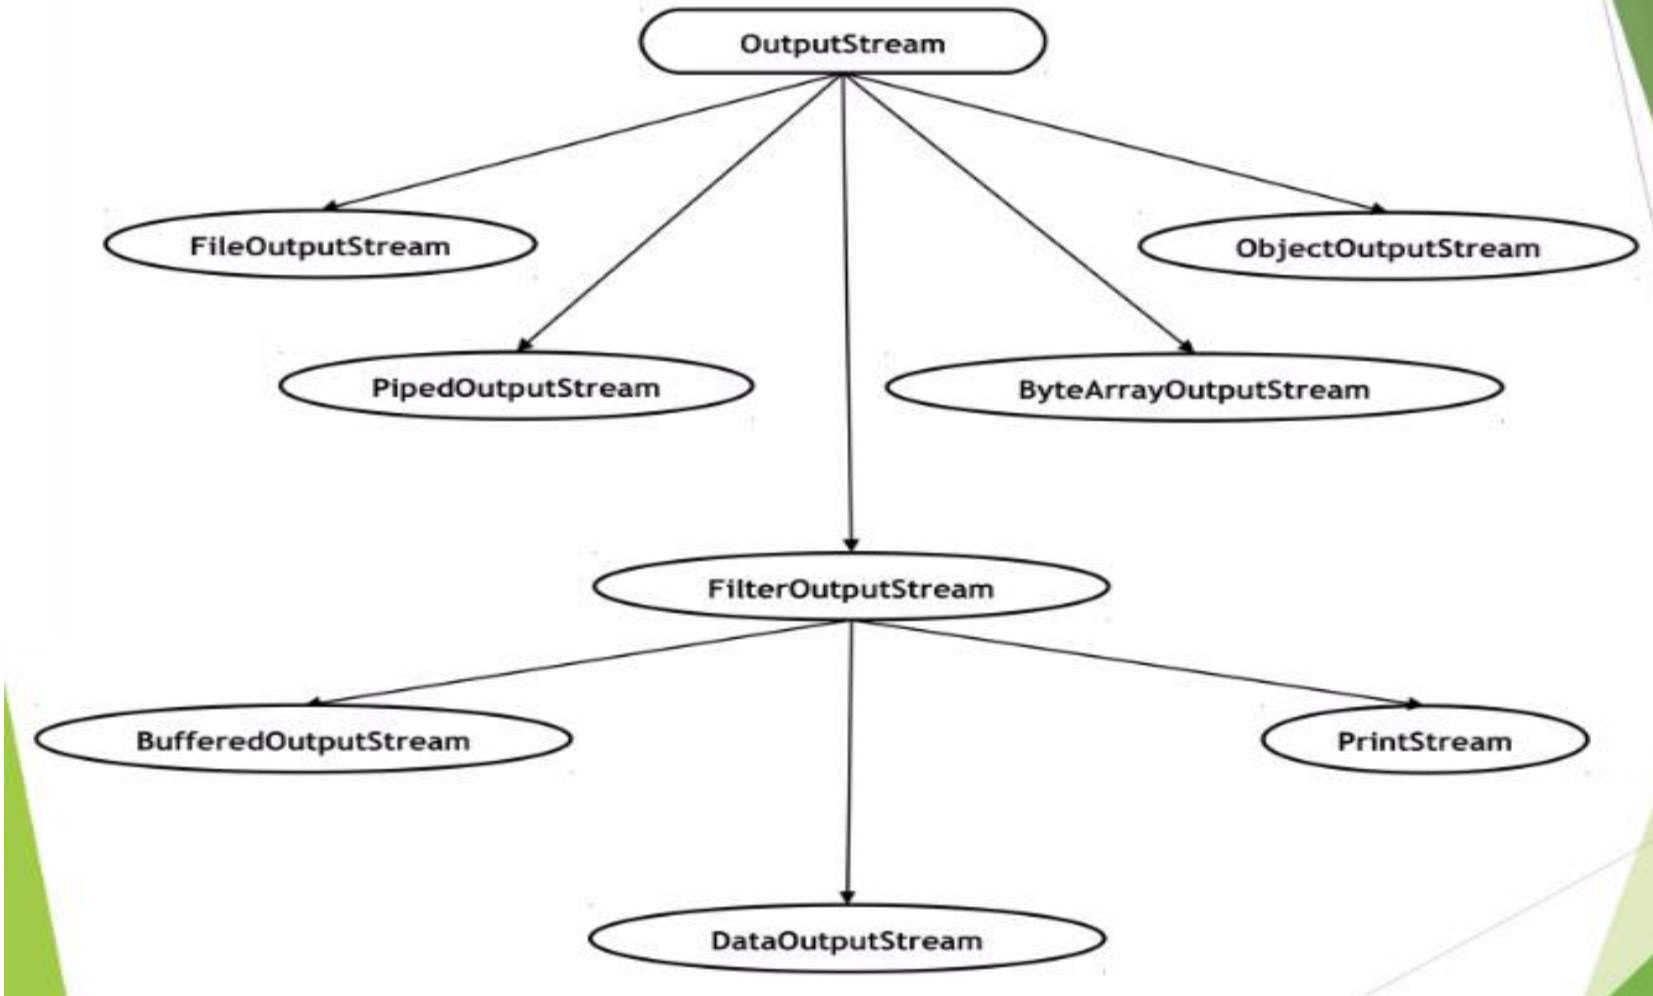 OutputStream
FileOutputStream
ObjectOutputStream
PipedOutputStream
ByteArrayOutputStream
FilterOutputStream
BufferedOutputStream
PrintStream
DataOutputStream